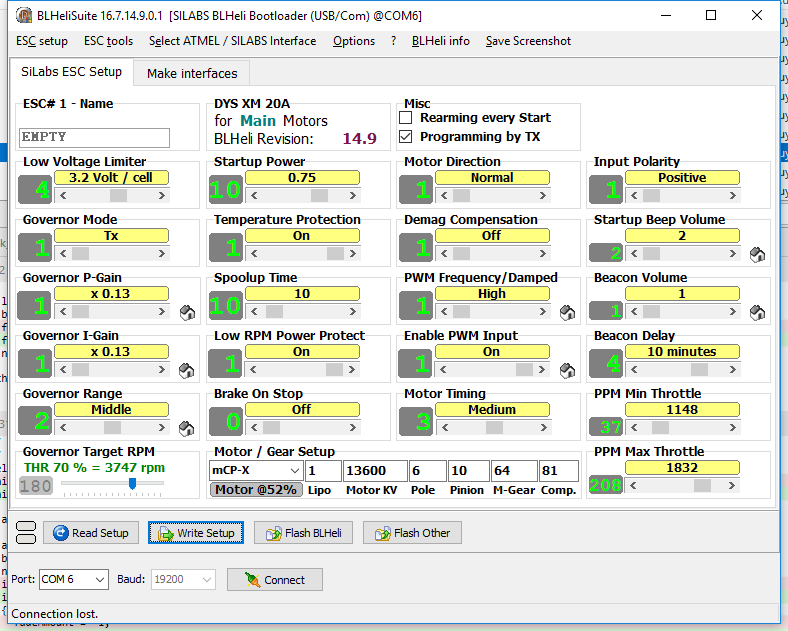 BLHeliSuite 16.7.14.9.0.1 [SILABS BLHeli Bootloader (USB/Com) @COM6]
ESC setup ESC tools Select ATMEL / SILABS Interface Options ? BLHeli info Save Screenshot
SiLabs ESC Setup Make interfaces
ESC# 1 - Name
EMPTY
DYS XM 20A
for Main Motors
BLHeli Revision: 14.9
Misc
Rearming every Start
Programming by TX
Low Voltage Limiter
4 3.2 Volt / cell
Startup Power
10 0.75
Motor Direction
1 Normal
Input Polarity
1 Positive
Governor Mode
1 Tx
Temperature Protection
1 On
Demag Compensation
1 Off
Startup Beep Volume
2 2
Governor P-Gain
1 x 0.13
Spoolup Time
10 10
PWM Frequency/Damped
1 High
Beacon Volume
1 1
Governor I-Gain
1 x 0.13
Low RPM Power Protect
1 On
Enable PWM Input
1 On
Beacon Delay
4 10 minutes
Governor Range
2 Middle
Brake On Stop
0 Off
Motor Timing
3 Medium
PPM Min Throttle
37 1148
Governor Target RPM
THR 70 % = 3747 rpm
180
Motor / Gear Setup
mCP-X 1 13600 6 10 64 81
Motor @52% Lipo Motor KV Pole Pinion M-Gear Comp.
PPM Max Throttle
208 1832
Read Setup Write Setup Flash BLHeli Flash Other
Port: COM 6 Baud: 19200 Connect
Connection lost.